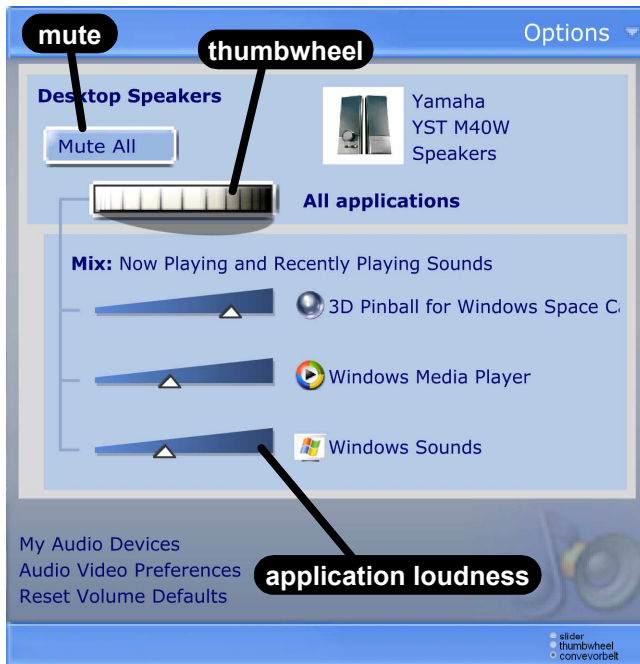 mute
Options
thumbwheel
Desktop Speakers
Yamaha
YST M40W
Speakers
Mute All
All applications
Mix: Now Playing and Recently Playing Sounds
3D Pinball for Windows Space Ca
Windows Media Player
Windows Sounds
My Audio Devices
Audio Video Preferences
Reset Volume Defaults
application loudness
slider
thumbwheel
conveyorbelt